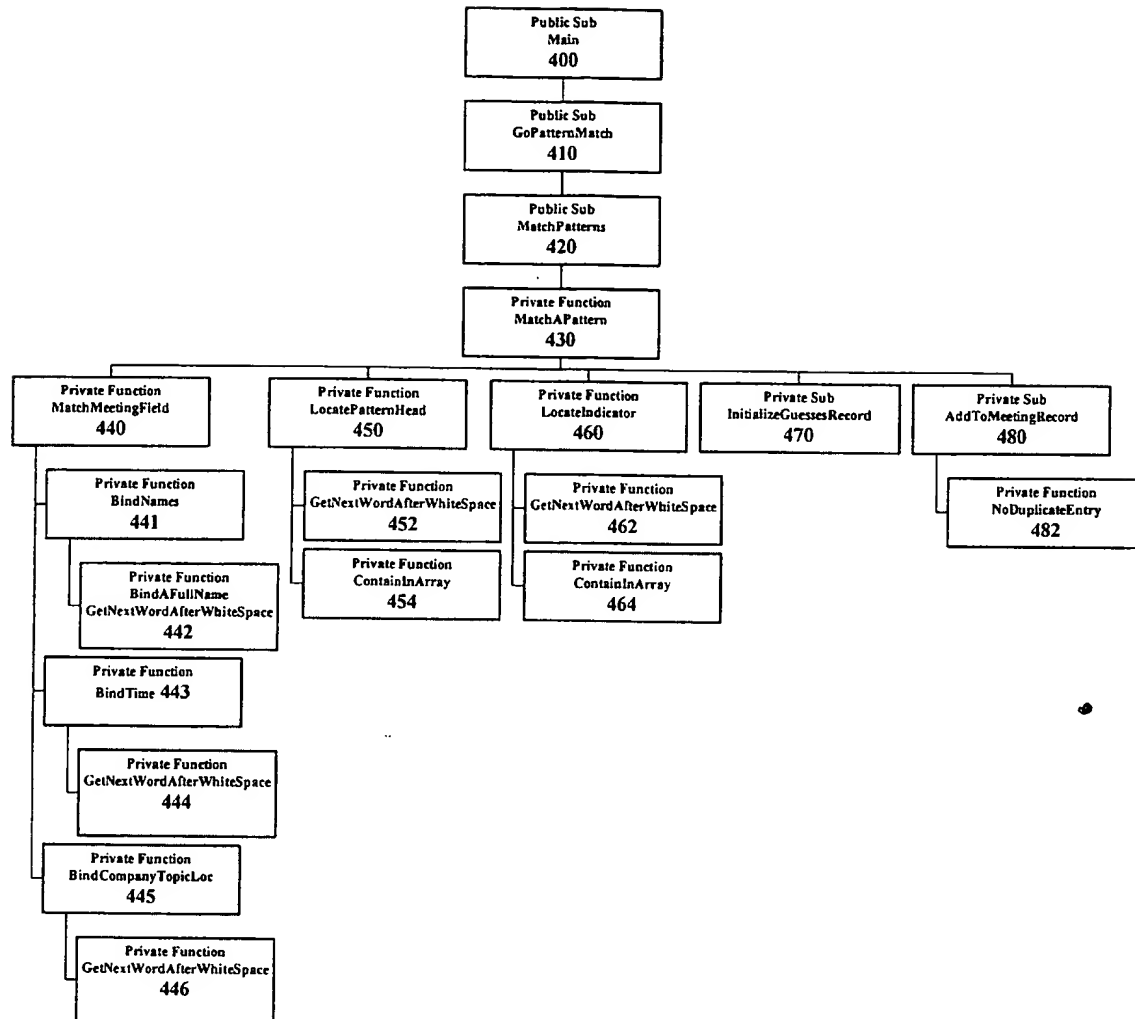 Public Sub
Main
400
Public Sub
GoPatternMatch
410
Public Sub
MatchPatterns
420
Private Function
MatchAPattern
430
Private Function
MatchMeetingField
440
Private Function
LocatePatternHead
450
Private Function
LocateIndicator
460
Private Sub
InitializeGuessesRecord
470
Private Sub
AddToMeetingRecord
480
Private Function
BindNames
441
Private Function
GetNextWordAfterWhiteSpace
452
Private Function
GetNextWordAfterWhiteSpace
462
Private Function
NoDuplicateEntry
482
Private Function
BindAFullName
GetNextWordAfterWhiteSpace
442
Private Function
ContainInArray
454
Private Function
ContainInArray
464
Private Function
BindTime 443
Private Function
GetNextWordAfterWhiteSpace
444
Private Function
BindCompanyTopicLoc
445
Private Function
GetNextWordAfterWhiteSpace
446